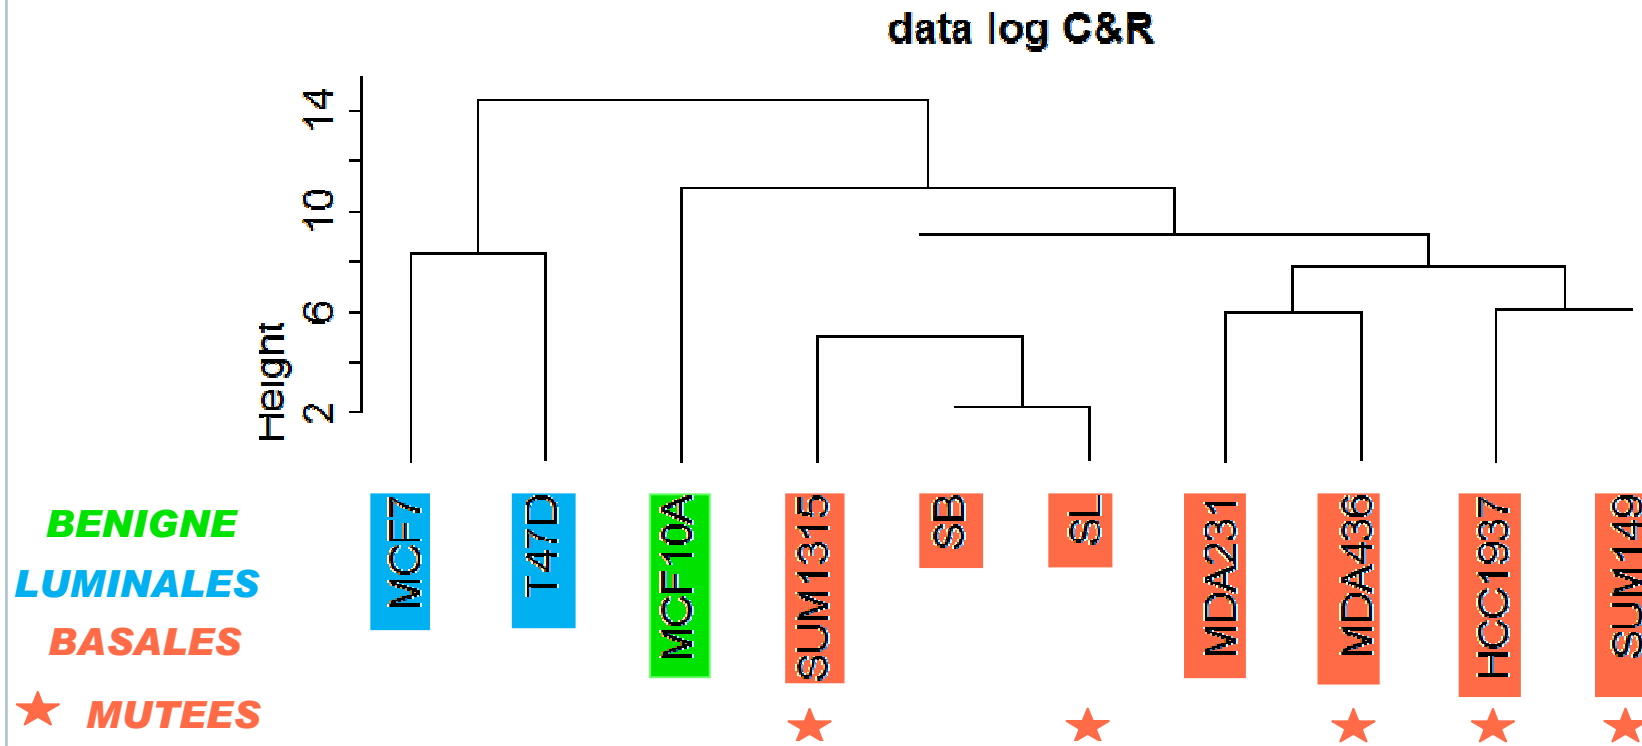 data log C&R
14
10
6
2
Height
MCF7
T47D
MCF10A
SUM1315
SB
SL
MDA231
MDA436
HCC1937
SUM149
BENIGNE
LUMINALES
BASALES
MUTEES